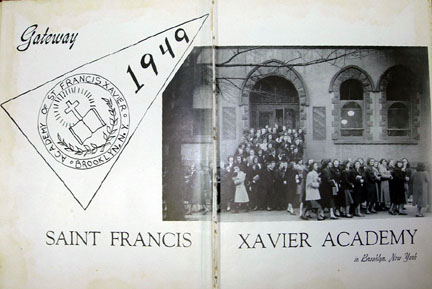 Gateway
1949
ACADEMY OF ST. FRANCIS XAVIER
BROOKLYN, N.Y.
SAINT FRANCIS XAVIER ACADEMY
in Brooklyn, New York